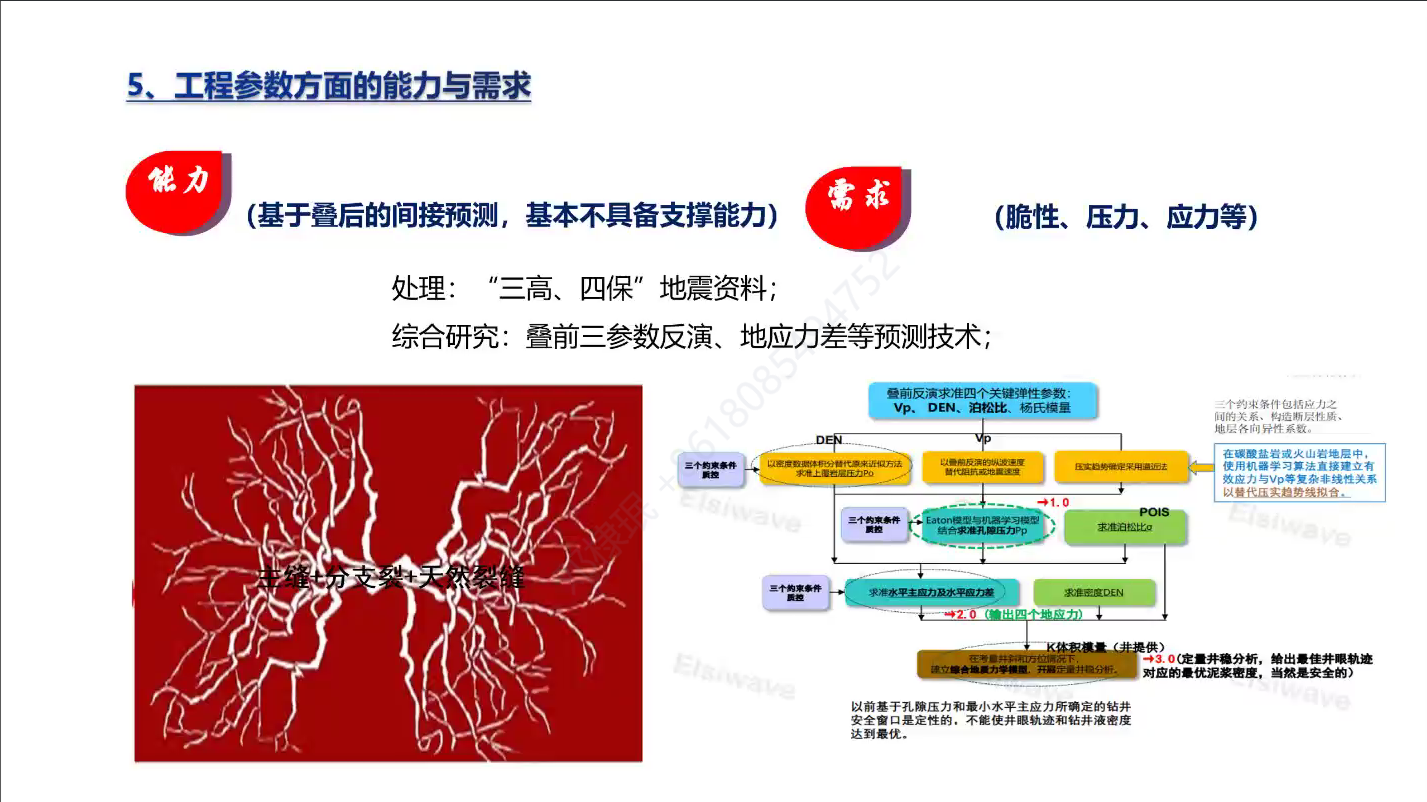 5、工程参数方面的能力与需求
能力
（基于叠后的间接预测，基本不具备支撑能力）
需求
（脆性、压力、应力等）
处理：“三高、四保”地震资料；
综合研究：叠前三参数反演、地应力差等预测技术；
主缝+分支裂+天然裂缝
叠前反演求准四个关键弹性参数：
Vp、 DEN、泊松比、杨氏模量
三个约束条件包括应力之
间的关系、构造断层性质、
地层各向异性系数。
DEN
Vp
三个约束条件
质控
以密度数据体积分替代原来近似方法
求准上覆岩层压力Po
以叠前反演的纵波速度
替代阻抗或地震速度
压实趋势确定采用逼近法
在碳酸盐岩或火山岩地层中，
使用机器学习算法直接建立有
效应力与Vp等复杂非线性关系
以替代压实趋势线拟合。
→1.0
三个约束条件
质控
Eaton模型与机器学习模型
结合求准孔隙压力Pp
POIS
求准泊松比σ
三个约束条件
质控
求准水平主应力及水平应力差
求准密度DEN
→2.0（输出四个地应力）
K体积模量（井提供）
在考量井斜和方位情况下，
建立综合地质力学模型，开展定量井稳分析。
→3.0(定量井稳分析，给出最佳井眼轨迹
对应的最优泥浆密度，当然是安全的）
以前基于孔隙压力和最小水平主应力所确定的钻井
安全窗口是定性的，不能使井眼轨迹和钻井液密度
达到最优。
Elsiwave
Elsiwave
Elsiwave